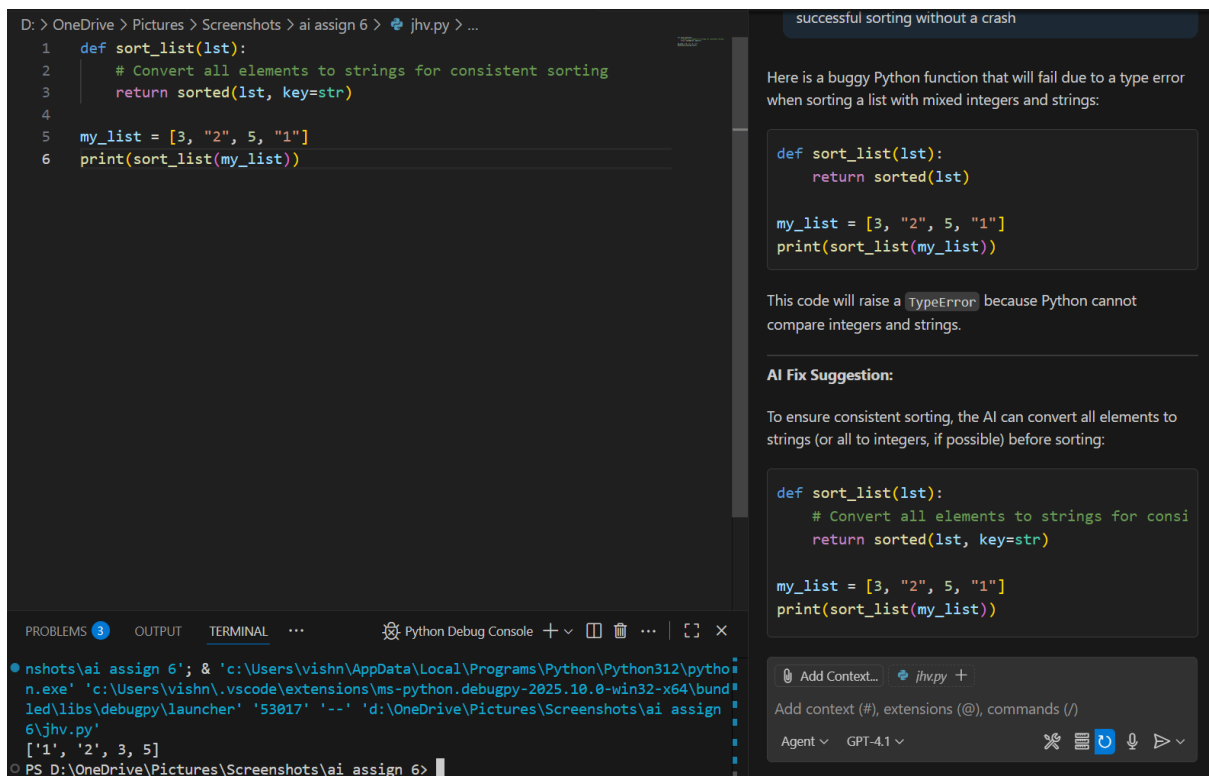 D: > OneDrive > Pictures > Screenshots > ai assign 6 > jhv.py > ...
1 def sort_list(lst):
2     # Convert all elements to strings for consistent sorting
3     return sorted(lst, key=str)
4
5 my_list = [3, "2", 5, "1"]
6 print(sort_list(my_list))
PROBLEMS 3 OUTPUT TERMINAL ... Python Debug Console
nshots\ai assign 6'; & 'c:\Users\vishn\AppData\Local\Programs\Python\Python312\pytho
n.exe' 'c:\Users\vishn\.vscode\extensions\ms-python.debugpy-2025.10.0-win32-x64\bund
led\libs\debugpy\launcher' '53017' '--' 'd:\OneDrive\Pictures\Screenshots\ai assign
6\jhv.py'
['1', '2', 3, 5]
PS D:\OneDrive\Pictures\Screenshots\ai assign 6>
successful sorting without a crash
Here is a buggy Python function that will fail due to a type error
when sorting a list with mixed integers and strings:
def sort_list(lst):
    return sorted(lst)
my_list = [3, "2", 5, "1"]
print(sort_list(my_list))
This code will raise a TypeError because Python cannot
compare integers and strings.
AI Fix Suggestion:
To ensure consistent sorting, the AI can convert all elements to
strings (or all to integers, if possible) before sorting:
def sort_list(lst):
    # Convert all elements to strings for consi
    return sorted(lst, key=str)
my_list = [3, "2", 5, "1"]
print(sort_list(my_list))
Add Context... jhv.py +
Add context (#), extensions (@), commands (/)
Agent GPT-4.1